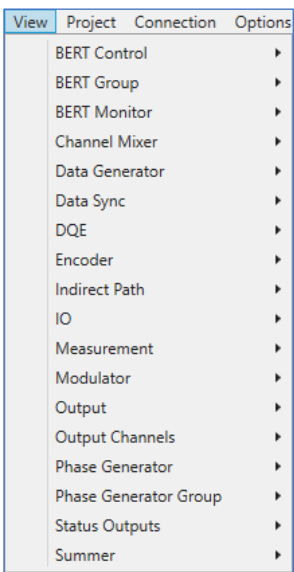 View Project Connection Options
BERT Control
BERT Group
BERT Monitor
Channel Mixer
Data Generator
Data Sync
DQE
Encoder
Indirect Path
IO
Measurement
Modulator
Output
Output Channels
Phase Generator
Phase Generator Group
Status Outputs
Summer